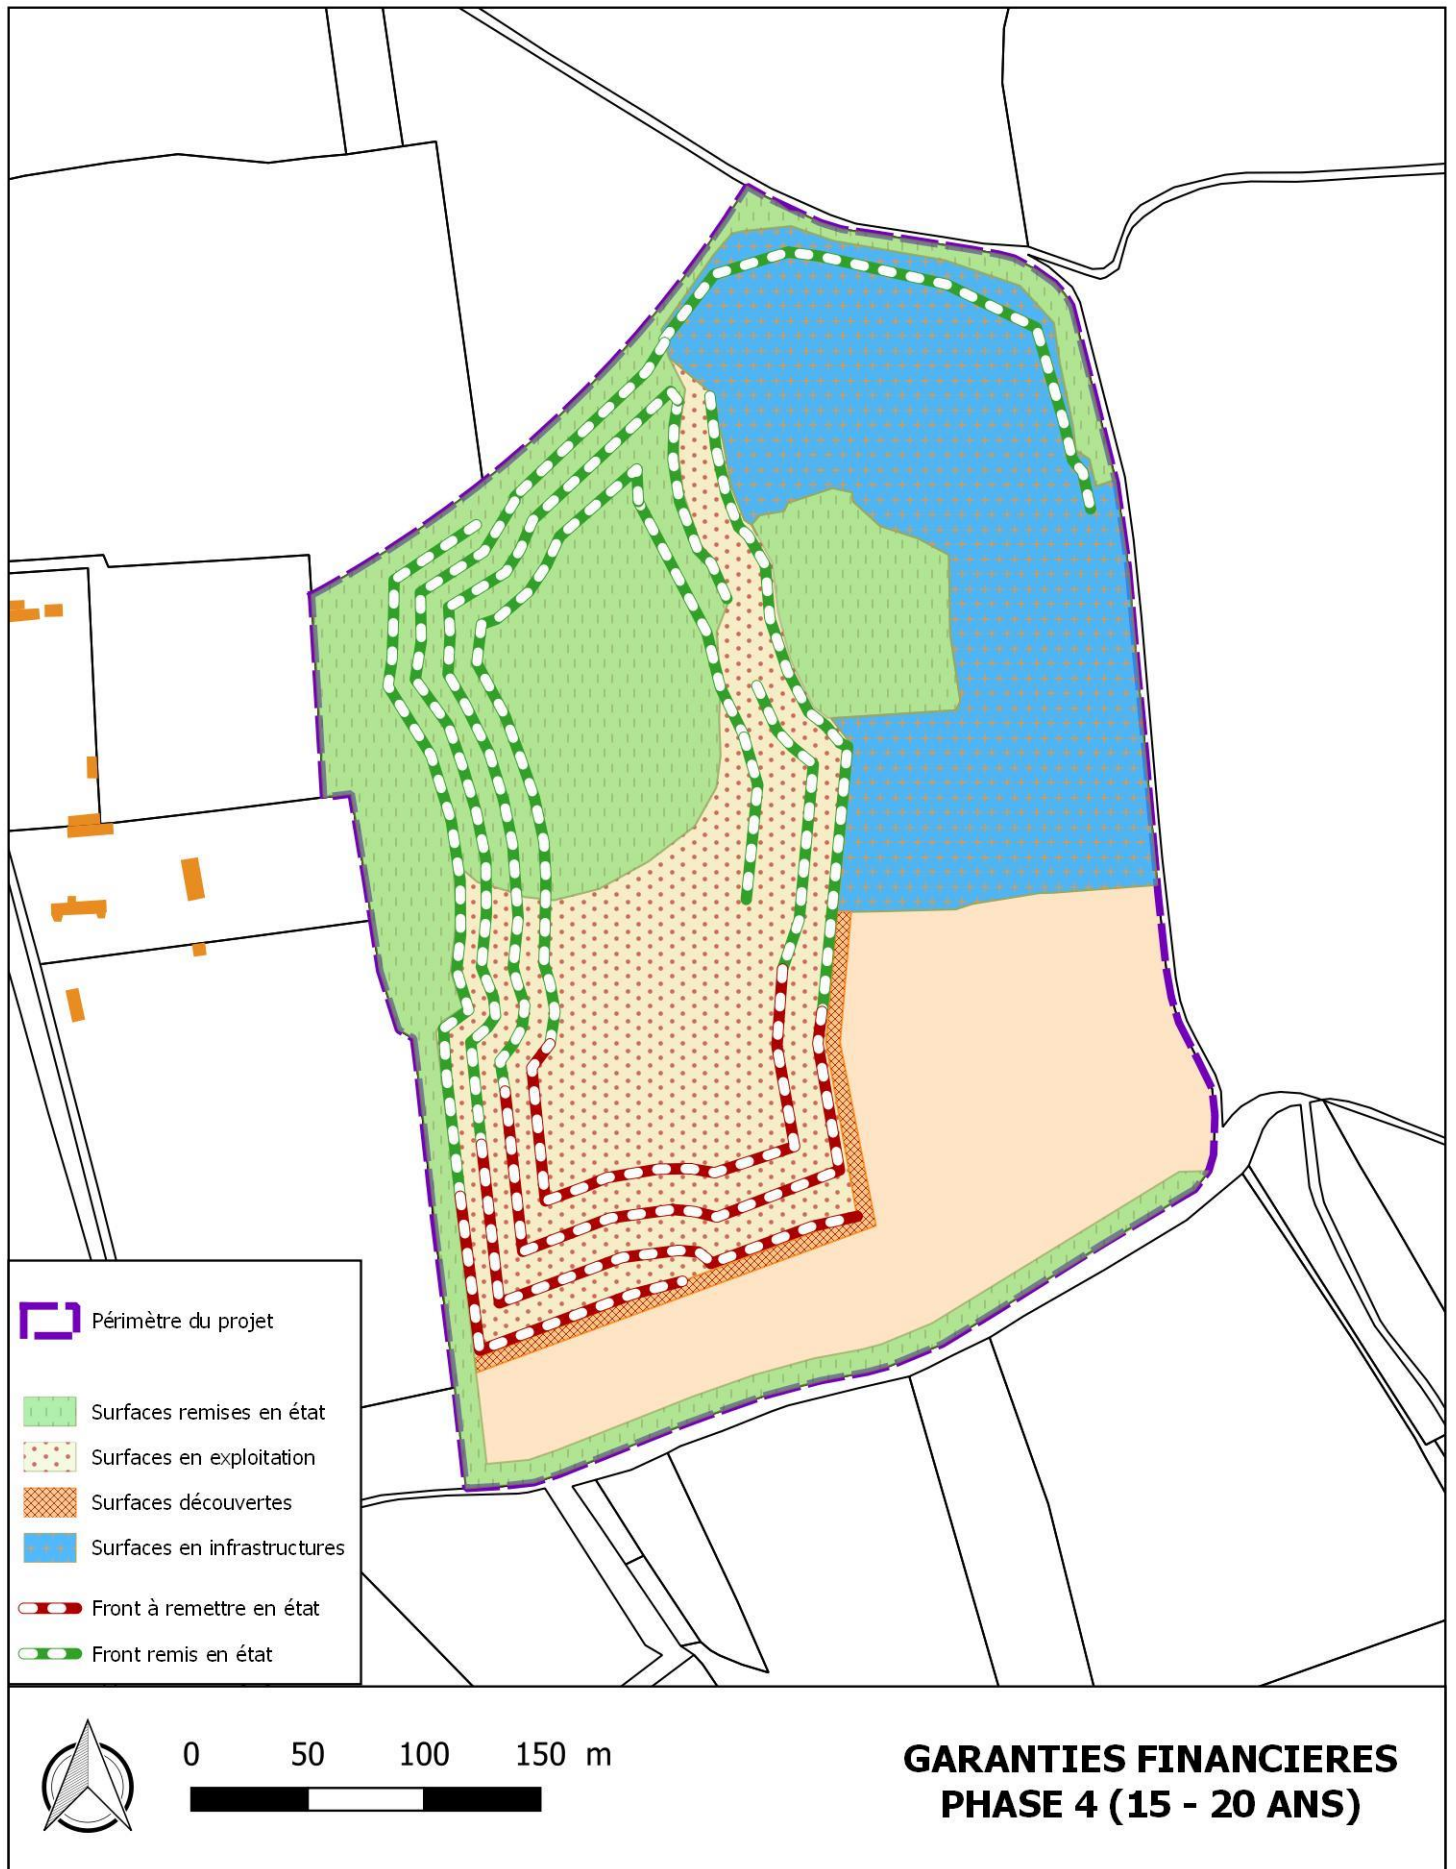 Périmètre du projet
Surfaces remises en état
Surfaces en exploitation
Surfaces découvertes
Surfaces en infrastructures
Front à remettre en état
Front remis en état
0 50 100 150 m
GARANTIES FINANCIERES
PHASE 4 (15 - 20 ANS)